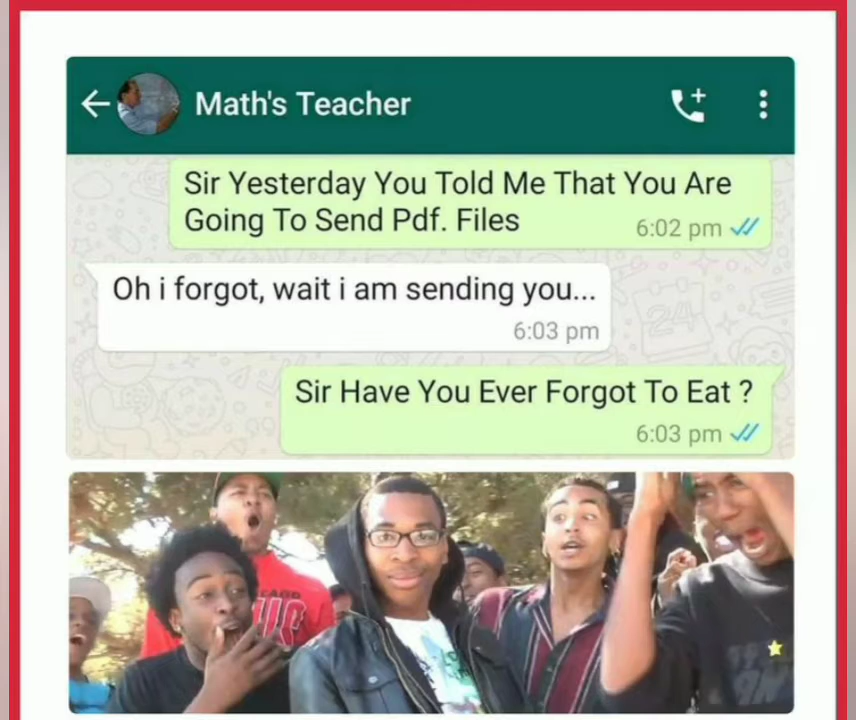 Math's Teacher
Sir Yesterday You Told Me That You Are
Going To Send Pdf. Files
6:02 pm
Oh i forgot, wait i am sending you...
6:03 pm
Sir Have You Ever Forgot To Eat ?
6:03 pm